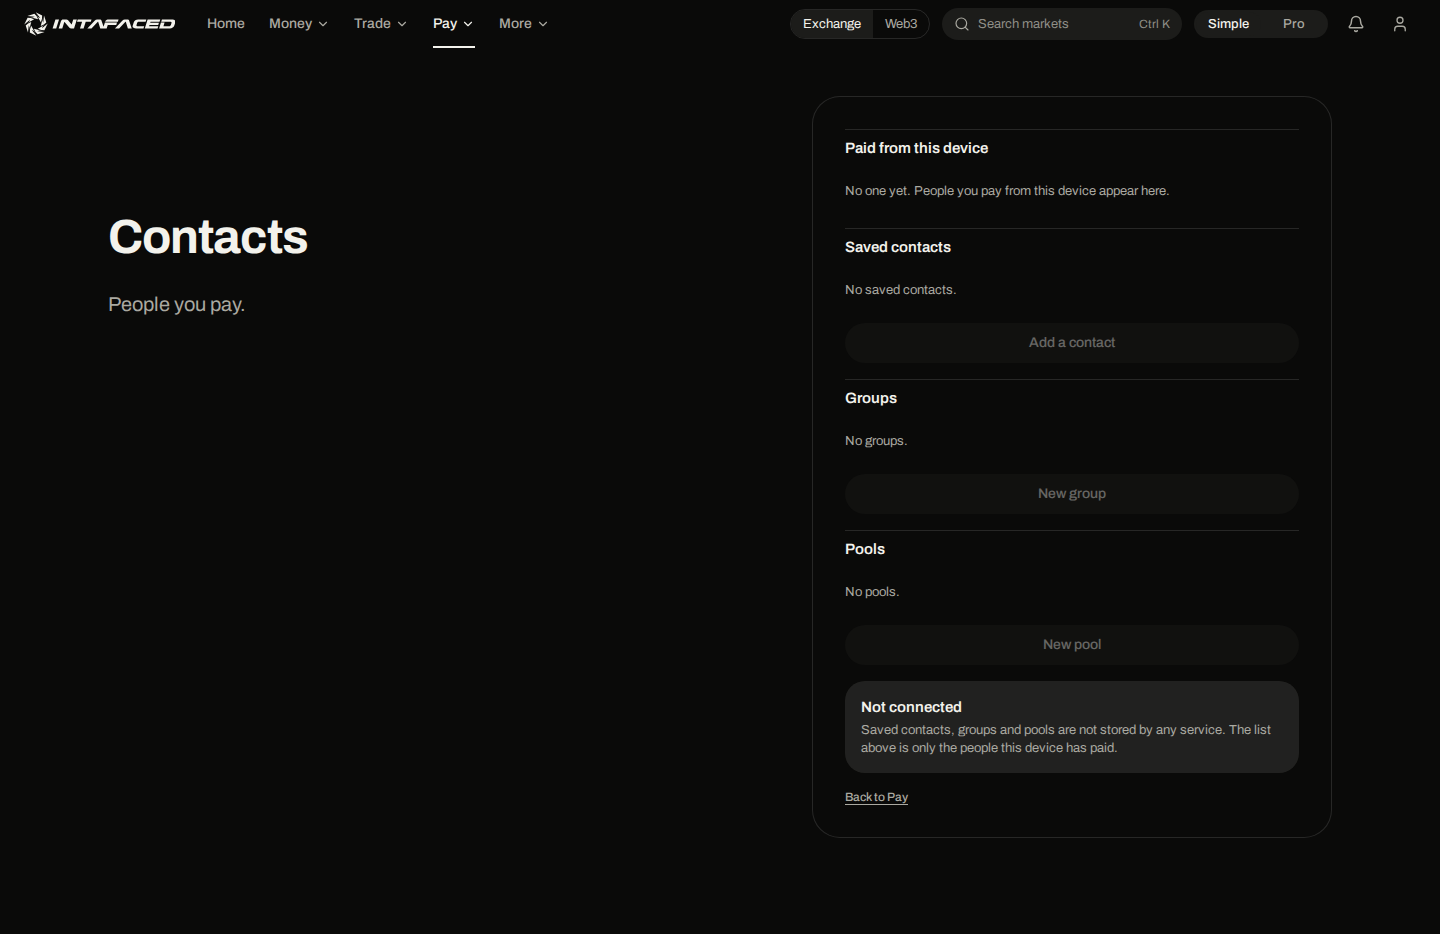 INTAFACED Home Money Trade Pay More Exchange Web3 Search markets Ctrl K Simple Pro
Contacts
People you pay.
Paid from this device
No one yet. People you pay from this device appear here.
Saved contacts
No saved contacts.
Add a contact
Groups
No groups.
New group
Pools
No pools.
New pool
Not connected
Saved contacts, groups and pools are not stored by any service. The list
above is only the people this device has paid.
Back to Pay